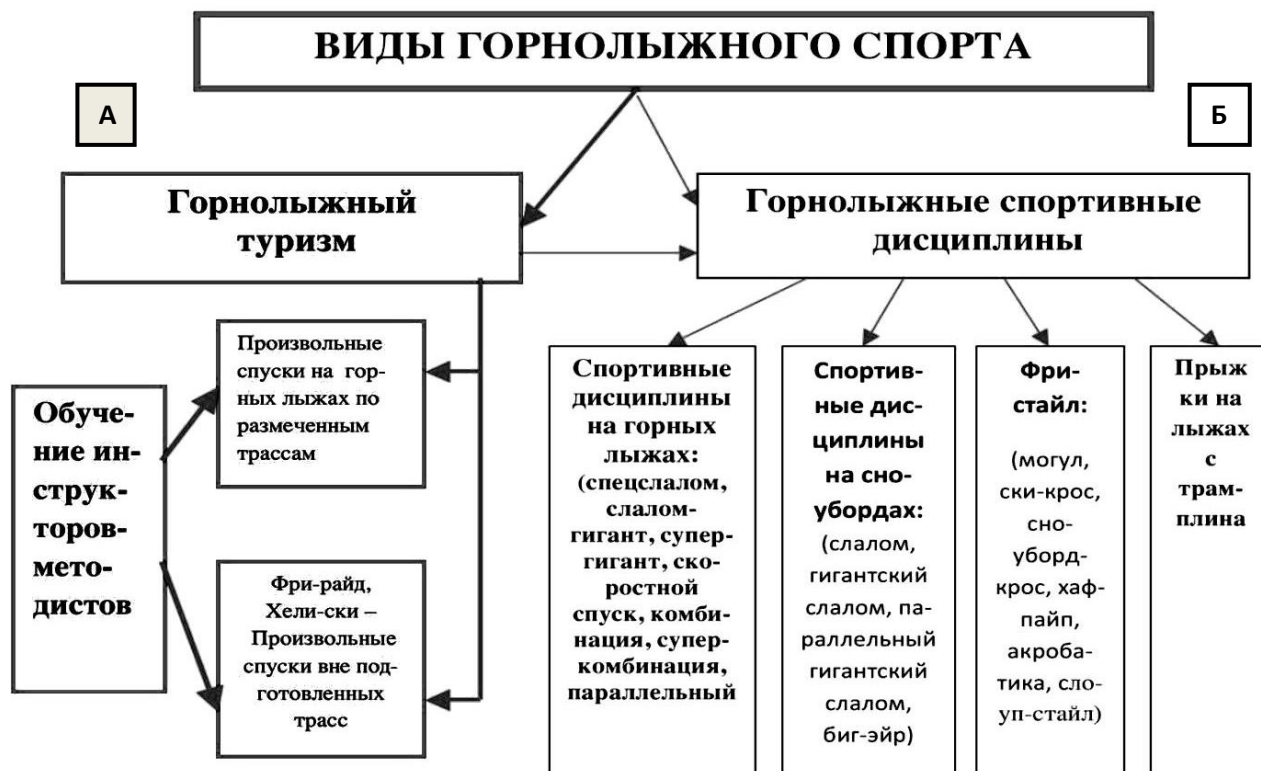 ВИДЫ ГОРНОЛЫЖНОГО СПОРТА
А
Б
Горнолыжный
туризм
Горнолыжные спортивные
дисциплины
Обуче-
ние ин-
струк-
торов-
мето-
дистов
Произвольные
спуски на гор-
ных лыжах по
размеченным
трассам
Фри-райд,
Хели-ски –
Произвольные
спуски вне под-
готовленных
трасс
Спортивные
дисциплины
на горных
лыжах:
(спецслалом,
слалом-
гигант, супер-
гигант, ско-
ростной
спуск, комби-
нация, супер-
комбинация,
параллельный
Спортив-
ные дис-
циплины
на сно-
убордах:
(слалом,
гигантский
слалом, па-
раллельный
гигантский
слалом,
биг-эйр)
Фри-
стайл:
(могул,
ски-крос,
сно-
уборд-
крос, хаф-
пайп,
акроба-
тика, сло-
уп-стайл)
Прыж
ки на
лыжах
с
трам-
плина